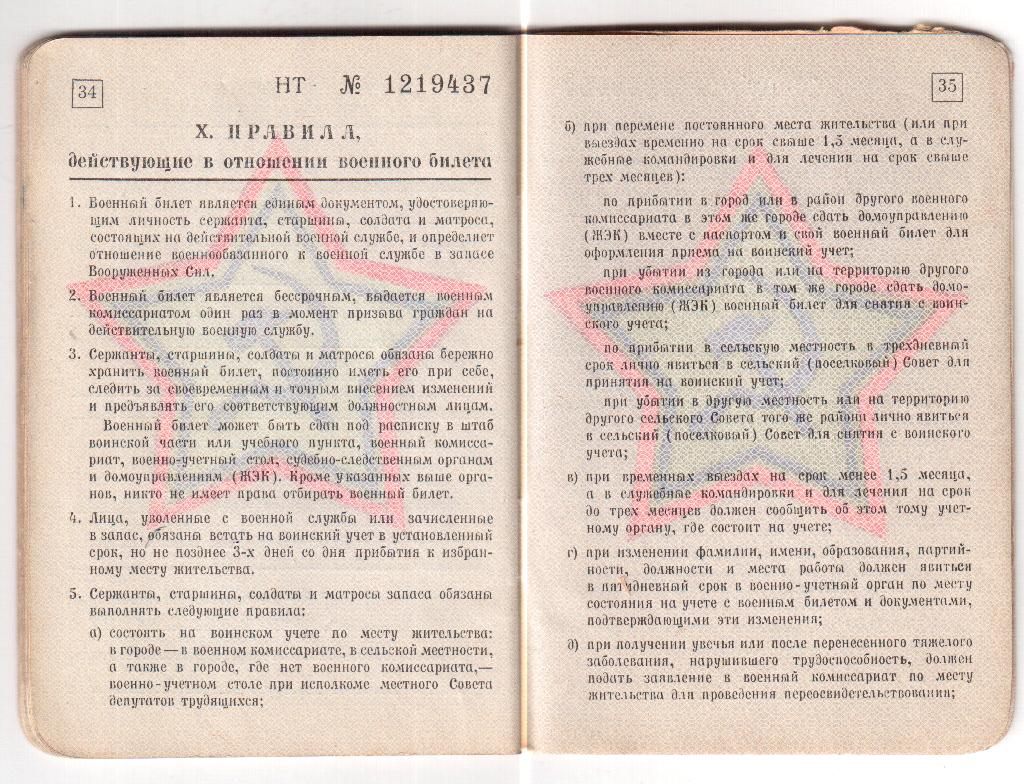 34
НТ № 1219437
X. ПРАВИЛА,
действующие в отношении военного билета
1. Военный билет является единым документом, удостоверяю-
щим личность сержанта, старшины, солдата и матроса,
состоящих на действительной военной службе, и определяет
отношение военнообязанного к военной службе в запасе
Вооруженных Сил.
2. Военный билет является бессрочным, выдается военным
комиссариатом один раз в момент призыва граждан на
действительную военную службу.
3. Сержанты, старшины, солдаты и матросы обязаны бережно
хранить военный билет, постоянно иметь его при себе,
следить за своевременным и точным внесением изменений
и предъявлять его соответствующим должностным лицам.
Военный билет может быть сдан под расписку в штаб
воинской части или учебного пункта, военный комисса-
риат, военно-учетный стол, судебно-следственным органам
и домоуправлениям (ЖЭК). Кроме указанных выше орга-
нов, никто не имеет права отбирать военный билет.
4. Лица, уволенные с военной службы или зачисленные
в запас, обязаны встать на воинский учет в установленный
срок, но не позднее 3-х дней со дня прибытия к избран-
ному месту жительства.
5. Сержанты, старшины, солдаты и матросы запаса обязаны
выполнять следующие правила:
а) состоять на воинском учете по месту жительства:
в городе — в военном комиссариате, в сельской местности,
а также в городе, где нет военного комиссариата,—
военно-учетном столе при исполкоме местного Совета
депутатов трудящихся;
35
б) при перемене постоянного места жительства (или при
выездах временно на срок свыше 1,5 месяца, а в слу-
жебные командировки и для лечения на срок свыше
трех месяцев):
по прибытии в город или в район другого военного
комиссариата в этом же городе сдать домоуправлению
(ЖЭК) вместе с паспортом и свой военный билет для
оформления приема на воинский учет;
при убытии из города или на территорию другого
военного комиссариата в том же городе сдать домо-
управлению (ЖЭК) военный билет для снятия с воин-
ского учета;
по прибытии в сельскую местность в трехдневный
срок лично явиться в сельский (поселковый) Совет для
принятия на воинский учет;
при убытии в другую местность или на территорию
другого сельского Совета того же района лично явиться
в сельский (поселковый) Совет для снятия с воинского
учета;
в) при временных выездах на срок менее 1,5 месяца,
а в служебные командировки и для лечения на срок
до трех месяцев должен сообщить об этом тому учет-
ному органу, где состоит на учете;
г) при изменении фамилии, имени, образования, партий-
ности, должности и места работы должен явиться
в пятидневный срок в военно-учетный орган по месту
состояния на учете с военным билетом и документами,
подтверждающими эти изменения;
д) при получении увечья или после перенесенного тяжелого
заболевания, нарушившего трудоспособность, должен
подать заявление в военный комиссариат по месту
жительства для проведения переосвидетельствования;